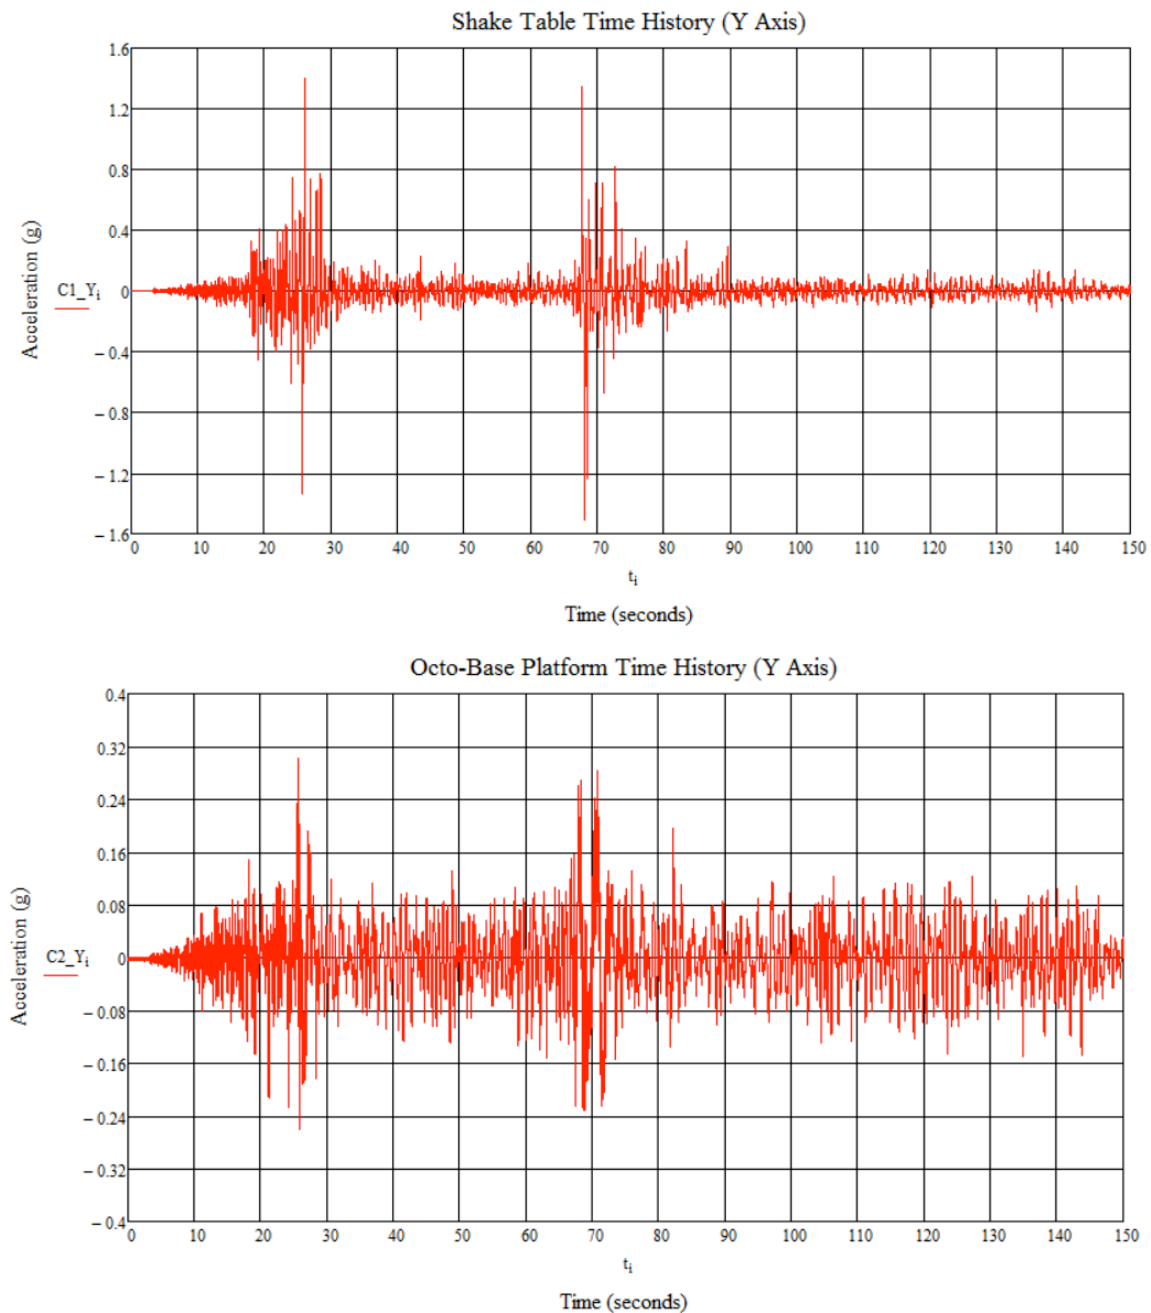 Shake Table Time History (Y Axis)
1.6
1.2
0.8
0.4
0
− 0.4
− 0.8
− 1.2
− 1.6
Acceleration (g)
C1_Yi
0 10 20 30 40 50 60 70 80 90 100 110 120 130 140 150
ti
Time (seconds)
Octo-Base Platform Time History (Y Axis)
0.4
0.32
0.24
0.16
0.08
0
− 0.08
− 0.16
− 0.24
− 0.32
− 0.4
Acceleration (g)
C2_Yi
0 10 20 30 40 50 60 70 80 90 100 110 120 130 140 150
ti
Time (seconds)